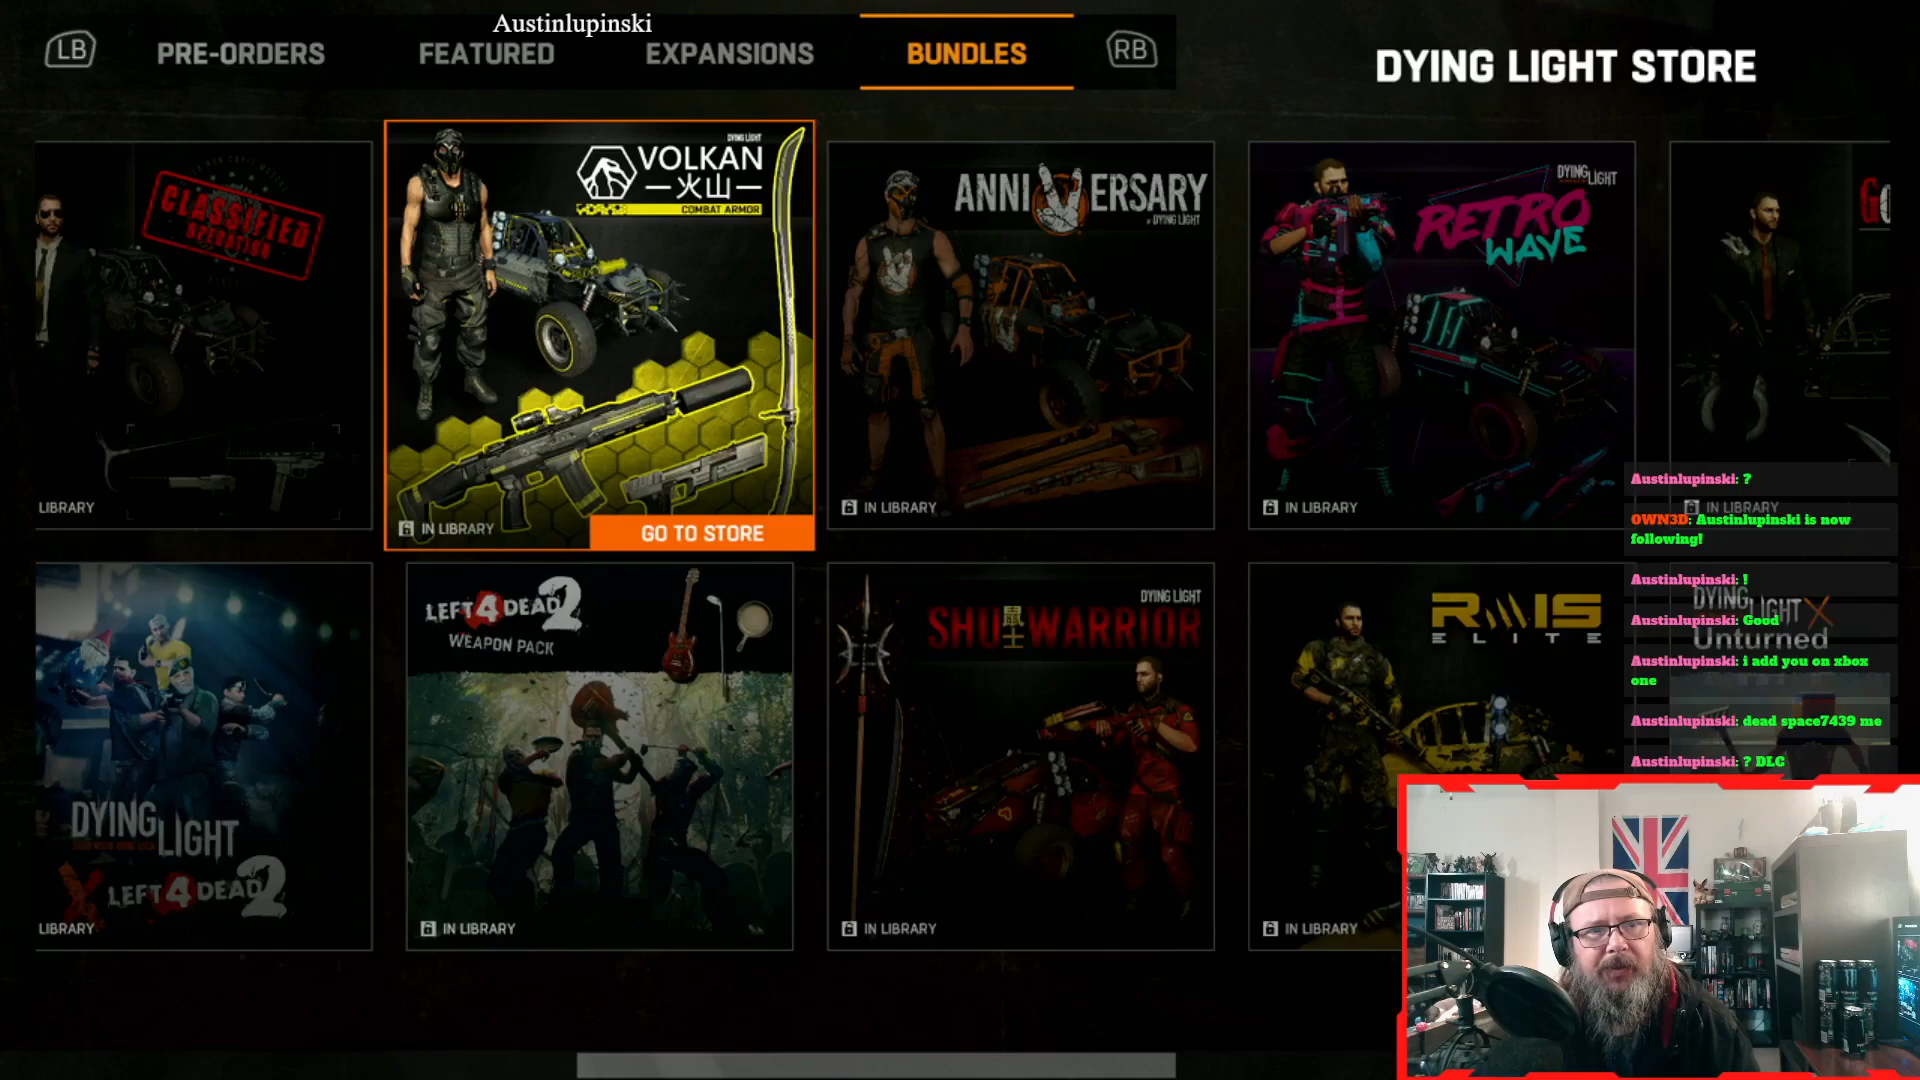 Austinlupinski
LB
PRE-ORDERS
FEATURED
EXPANSIONS
BUNDLES
RB
DYING LIGHT STORE
CLASSIFIED
OPERATION
LIBRARY
DYING LIGHT
VOLKAN
火山
COMBAT ARMOR
IN LIBRARY
GO TO STORE
ANNIVERSARY
DYING LIGHT
IN LIBRARY
DYING LIGHT
RETRO
WAVE
IN LIBRARY
IN LIBRARY
DYING LIGHT
X LEFT 4 DEAD 2
LIBRARY
LEFT 4 DEAD 2
WEAPON PACK
IN LIBRARY
DYING LIGHT
SHU WARRIOR
IN LIBRARY
RAIS
ELITE
IN LIBRARY
DYING LIGHT X
Unturned
Austinlupinski: ?
OWN3D: Austinlupinski is now
following!
Austinlupinski: !
Austinlupinski: Good
Austinlupinski: i add you on xbox
one
Austinlupinski: dead space7439 me
Austinlupinski: ? DLC